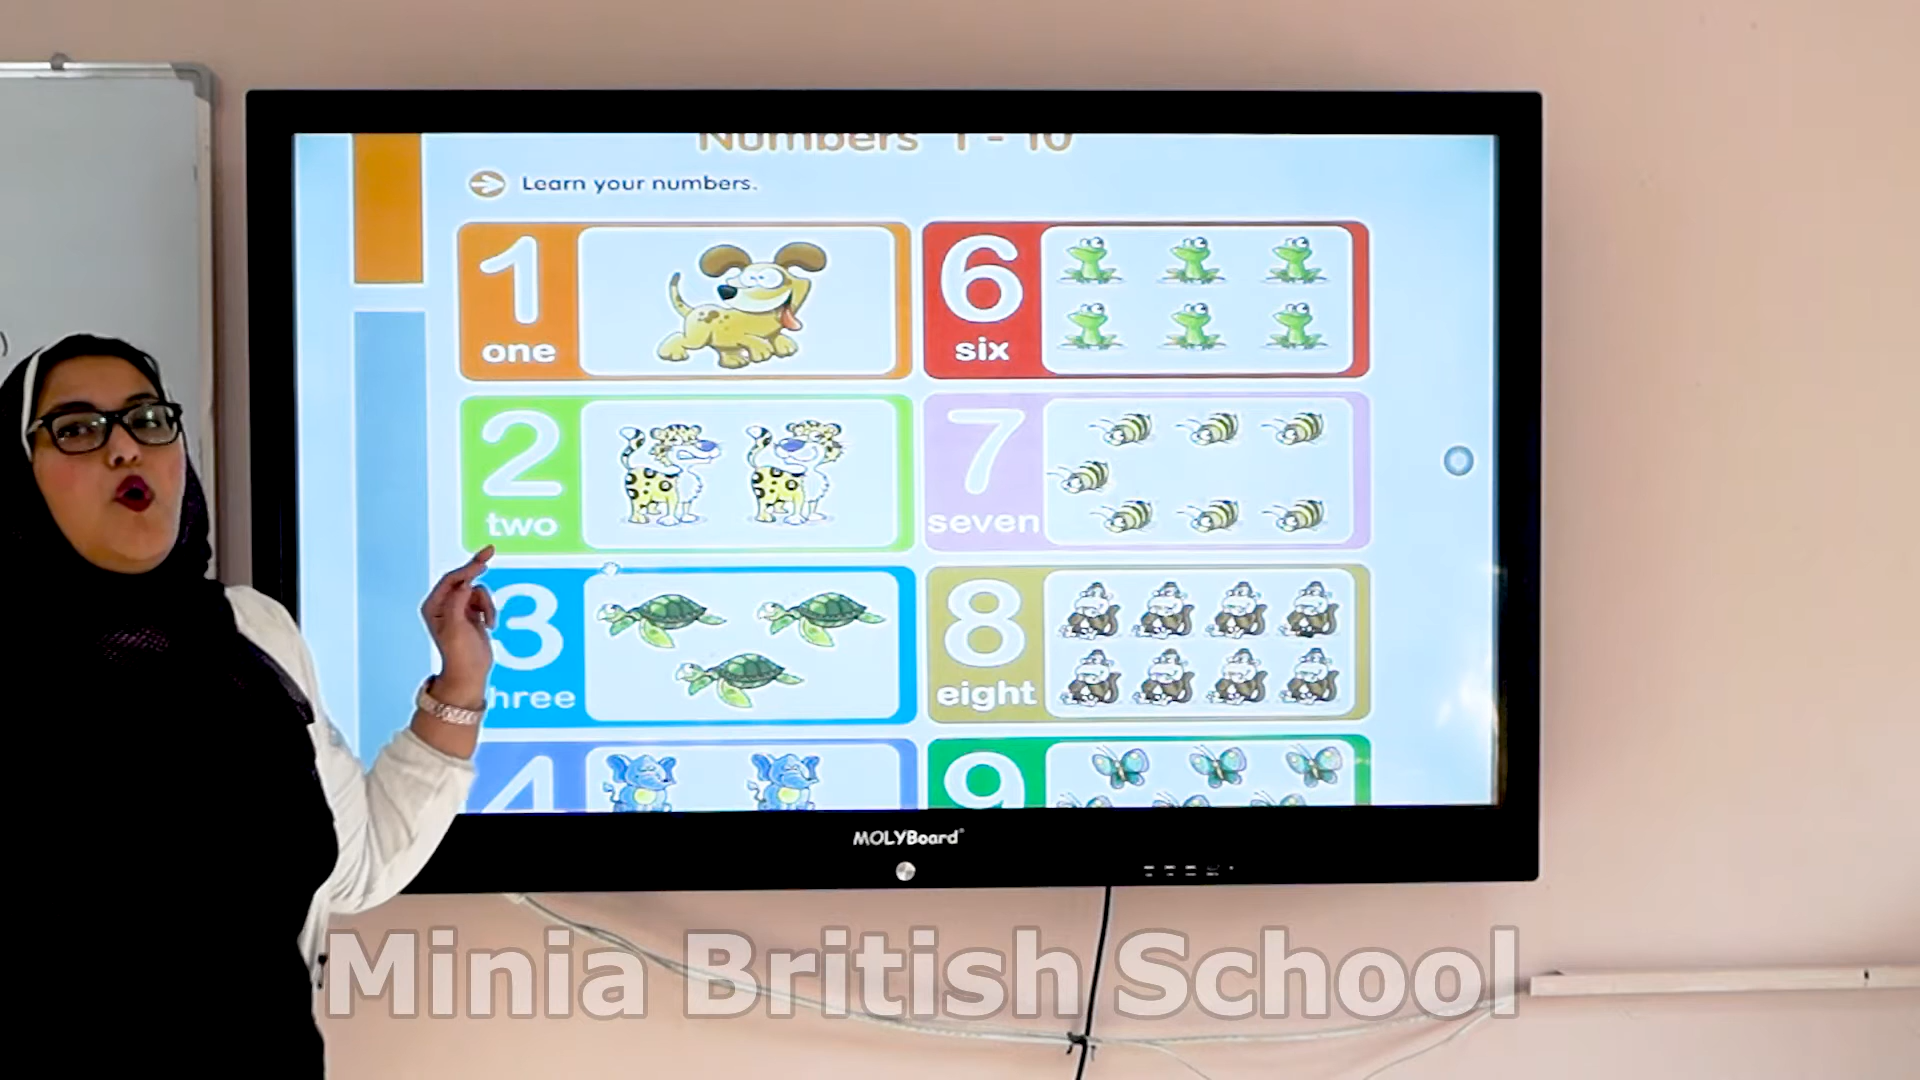 Numbers 1 - 10
Learn your numbers.
1
one
6
six
2
two
7
seven
3
hree
8
eight
4
9
MOLYBoard
Minia British School